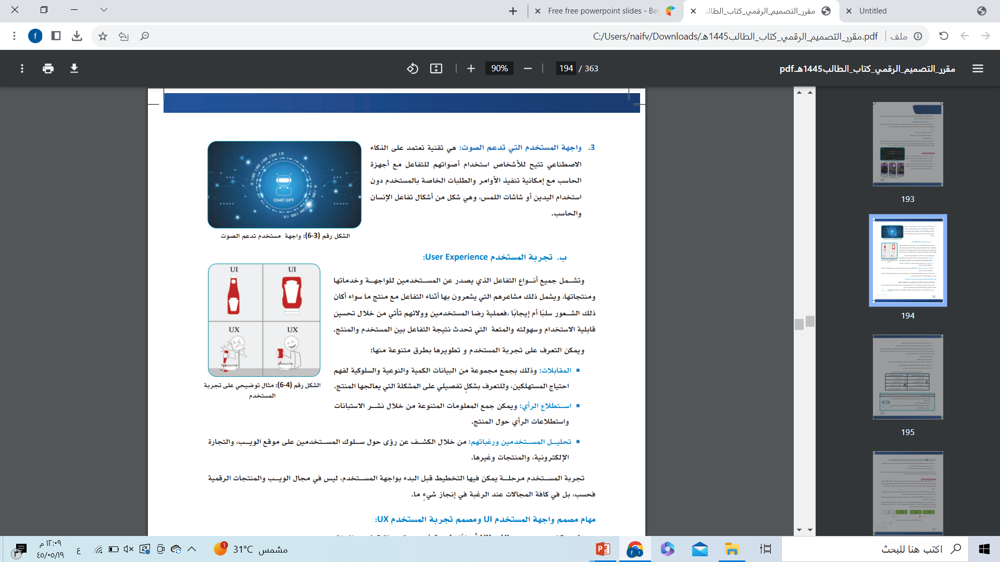 Free free powerpoint slides - Be
مقرر_التصميم_الرقمي_كتاب_الطال
Untitled
C:/Users/naifv/Downloads/مقرر_التصميم_الرقمي_كتاب_الطالب1445هـ.pdf
ملف
f
90%
194 / 363
مقرر_التصميم_الرقمي_كتاب_الطالب1445هـ.pdf
3. واجهة المستخدم التي تدعم الصوت: هي تقنية تعتمد على الذكاء
الاصطناعي تتيح للأشخاص استخدام أصواتهم للتفاعل مع أجهزة
الحاسب مع إمكانية تنفيذ الأوامر والطلبات الخاصة بالمستخدم دون
استخدام اليدين أو شاشات اللمس، وهي شكل من أشكال تفاعل الإنسان
والحاسب.
CHAT GPT
الشكل رقم (3-6): واجهة مستخدم تدعم الصوت
ب. تجربة المستخدم User Experience:
وتشمل جميع أنواع التفاعل الذي يصدر عن المستخدمين للواجهة وخدماتها
ومنتجاتها، ويشمل ذلك مشاعرهم التي يشعرون بها أثناء التفاعل مع منتج ما سواء أكان
ذلك الشعور سلبًا أم إيجابًا ،فعملية رضا المستخدمين وولائهم تأتي من خلال تحسين
قابلية الاستخدام وسهولته والمتعة التي تحدث نتيجة التفاعل بين المستخدم والمنتج.
UI
UI
UX
UX
الشكل رقم (4-6): مثال توضيحي على تجربة
المستخدم
ويمكن التعرف على تجربة المستخدم و تطويرها بطرق متنوعة منها:
▪ المقابلات: وذلك بجمع مجموعة من البيانات الكمية والنوعية والسلوكية لفهم
احتياج المستهلكين، وللتعرف بشكلٍ تفصيلي على المشكلة التي يعالجها المنتج.
▪ استطلاع الرأي: ويمكن جمع المعلومات المتنوعة من خلال نشر الاستبانات
واستطلاعات الرأي حول المنتج.
▪ تحليل المستخدمين ورغباتهم: من خلال الكشف عن رؤى حول سلوك المستخدمين على موقع الويب، والتجارة
الإلكترونية، والمنتجات وغيرها.
تجربة المستخدم مرحلة يمكن فيها التخطيط قبل البدء بواجهة المستخدم، ليس في مجال الويب والمنتجات الرقمية
فحسب، بل في كافة المجالات عند الرغبة في إنجاز شيءٍ ما.
مهام مصمم واجهة المستخدم UI ومصمم تجربة المستخدم UX:
193
194
195
١٢:٠٩ م
٤٥/٠٥/١٩
٣
ع
1
31°C مشمس
اكتب هنا للبحث